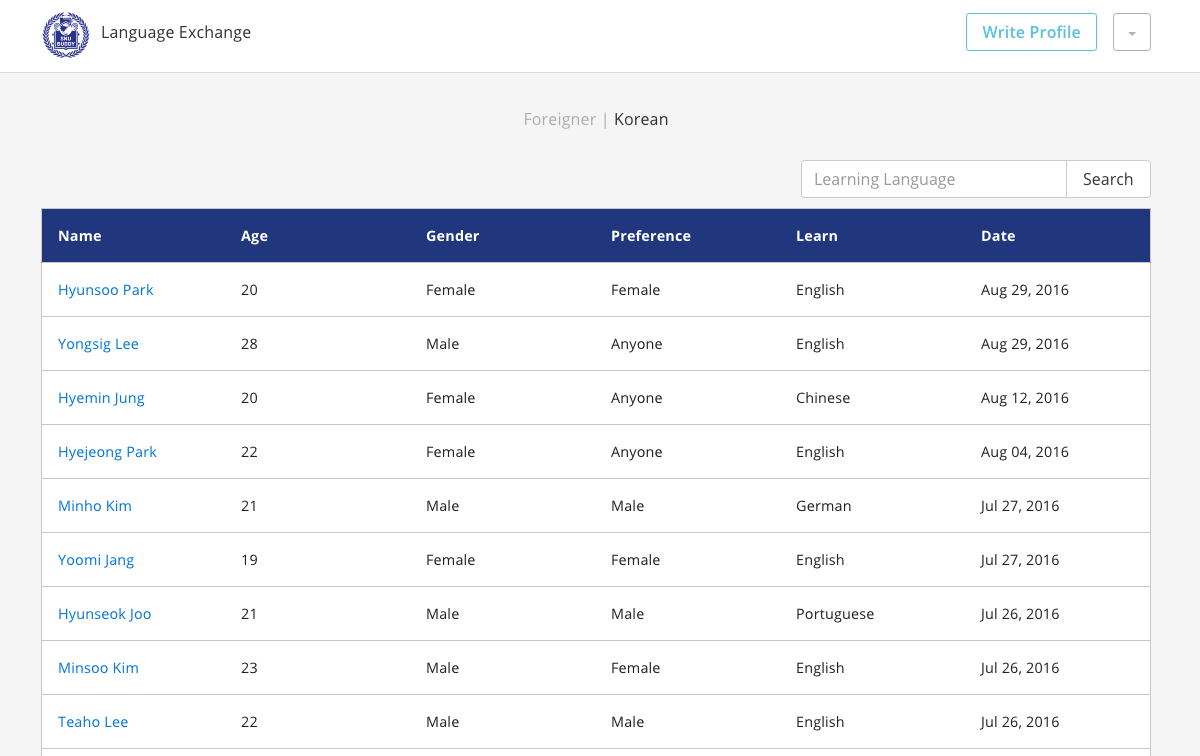 SNU
BUDDY
Language Exchange
Write Profile
Foreigner | Korean
Learning Language Search
Name Age Gender Preference Learn Date
Hyunsoo Park 20 Female Female English Aug 29, 2016
Yongsig Lee 28 Male Anyone English Aug 29, 2016
Hyemin Jung 20 Female Anyone Chinese Aug 12, 2016
Hyejeong Park 22 Female Anyone English Aug 04, 2016
Minho Kim 21 Male Male German Jul 27, 2016
Yoomi Jang 19 Female Female English Jul 27, 2016
Hyunseok Joo 21 Male Male Portuguese Jul 26, 2016
Minsoo Kim 23 Male Female English Jul 26, 2016
Teaho Lee 22 Male Male English Jul 26, 2016